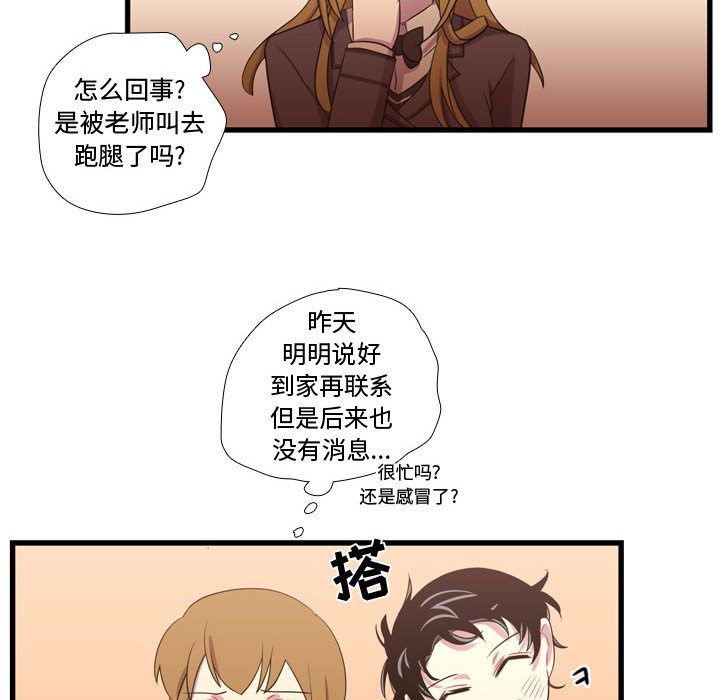 怎么回事?
是被老师叫去
跑腿了吗?
昨天
明明说好
到家再联系
但是后来也
没有消息...
很忙吗?
还是感冒了?
搭